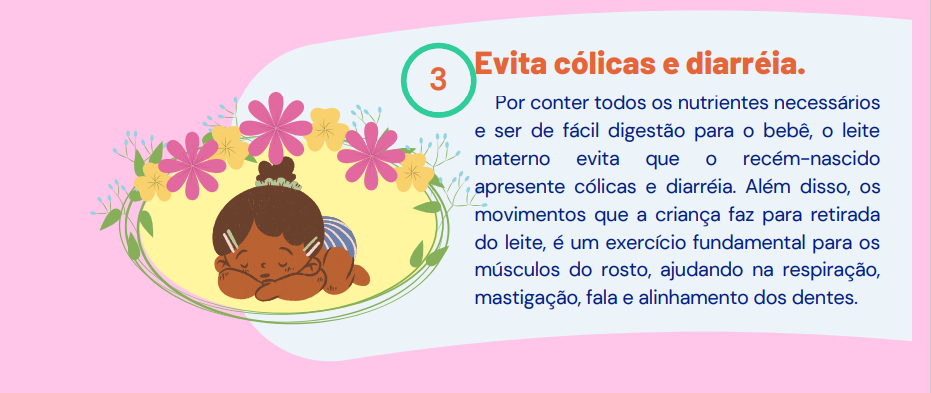 3
Evita cólicas e diarréia.
Por conter todos os nutrientes necessários
e ser de fácil digestão para o bebê, o leite
materno evita que o recém-nascido
apresente cólicas e diarréia. Além disso, os
movimentos que a criança faz para retirada
do leite, é um exercício fundamental para os
músculos do rosto, ajudando na respiração,
mastigação, fala e alinhamento dos dentes.